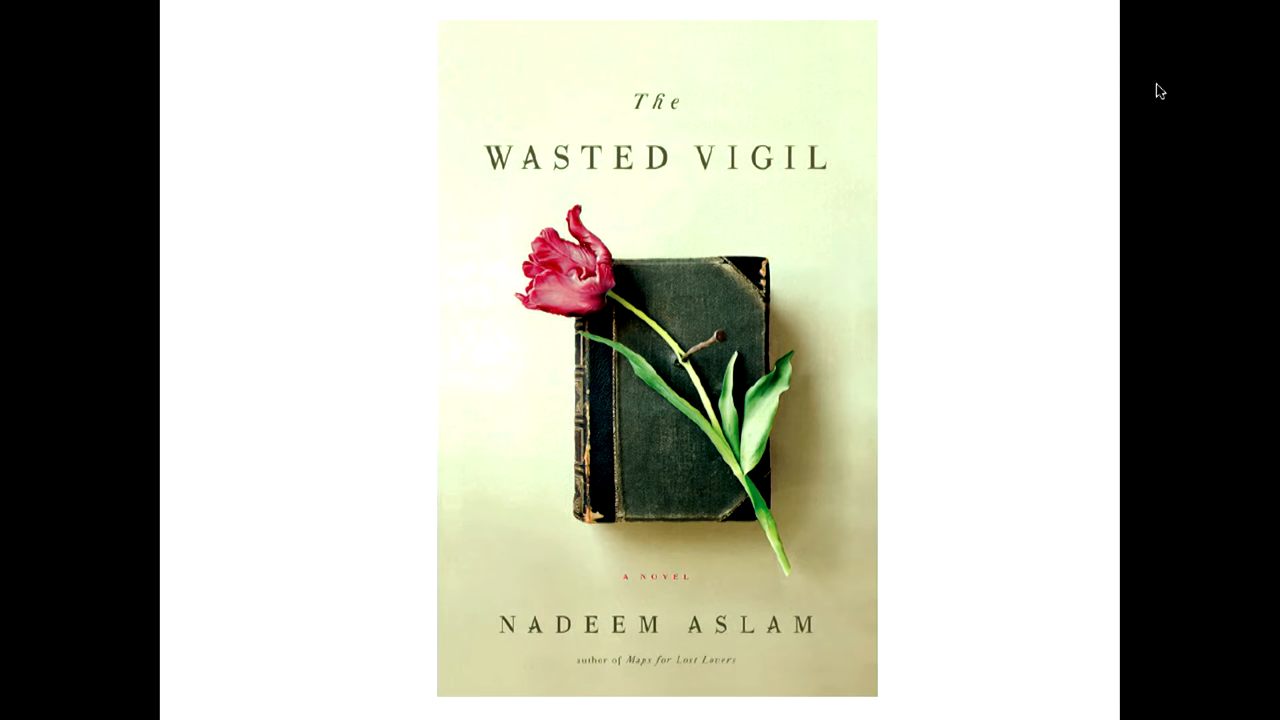 The
WASTED VIGIL
A NOVEL
NADEEM ASLAM
author of Maps for Lost Lovers